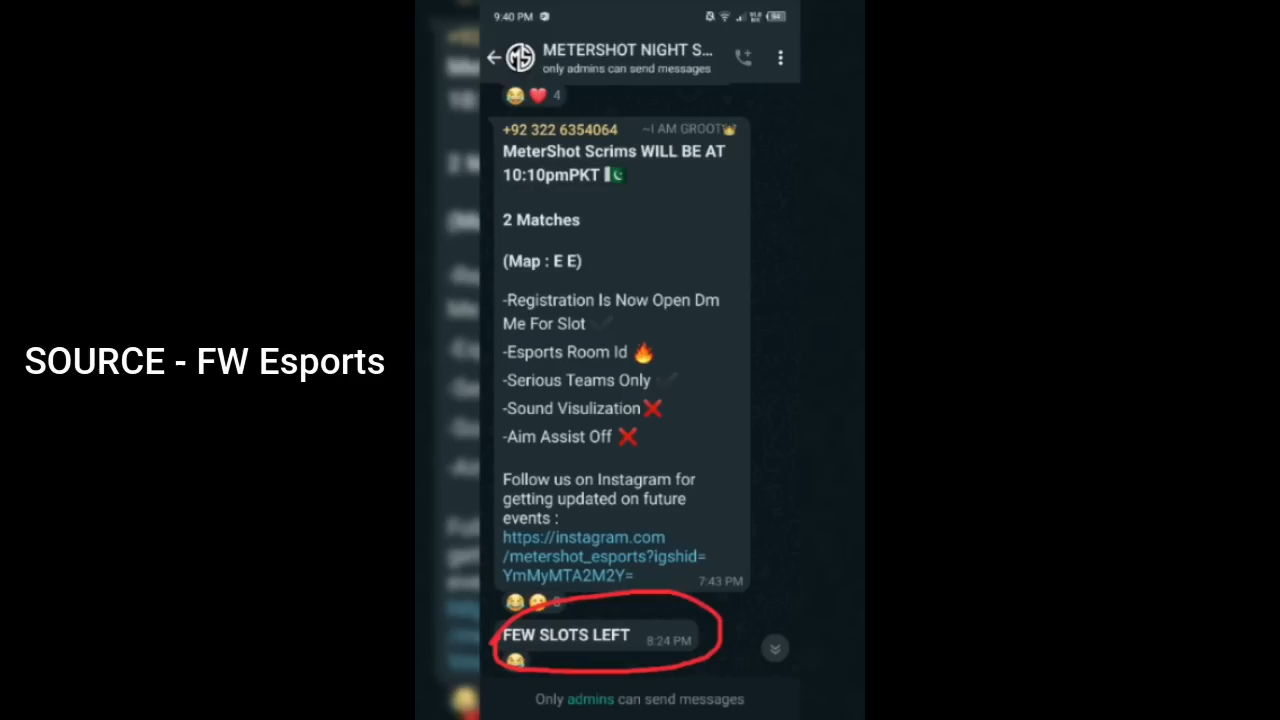 9:40 PM
METERSHOT NIGHT S...
only admins can send messages
4
+92 322 6354064 ~I AM GROOT
MeterShot Scrims WILL BE AT
10:10pmPKT
2 Matches
(Map : E E)
-Registration Is Now Open Dm
Me For Slot
-Esports Room Id
-Serious Teams Only
-Sound Visulization
-Aim Assist Off
Follow us on Instagram for
getting updated on future
events :
https://instagram.com
/metershot_esports?igshid=
YmMyMTA2M2Y=
7:43 PM
FEW SLOTS LEFT 8:24 PM
Only admins can send messages
SOURCE - FW Esports